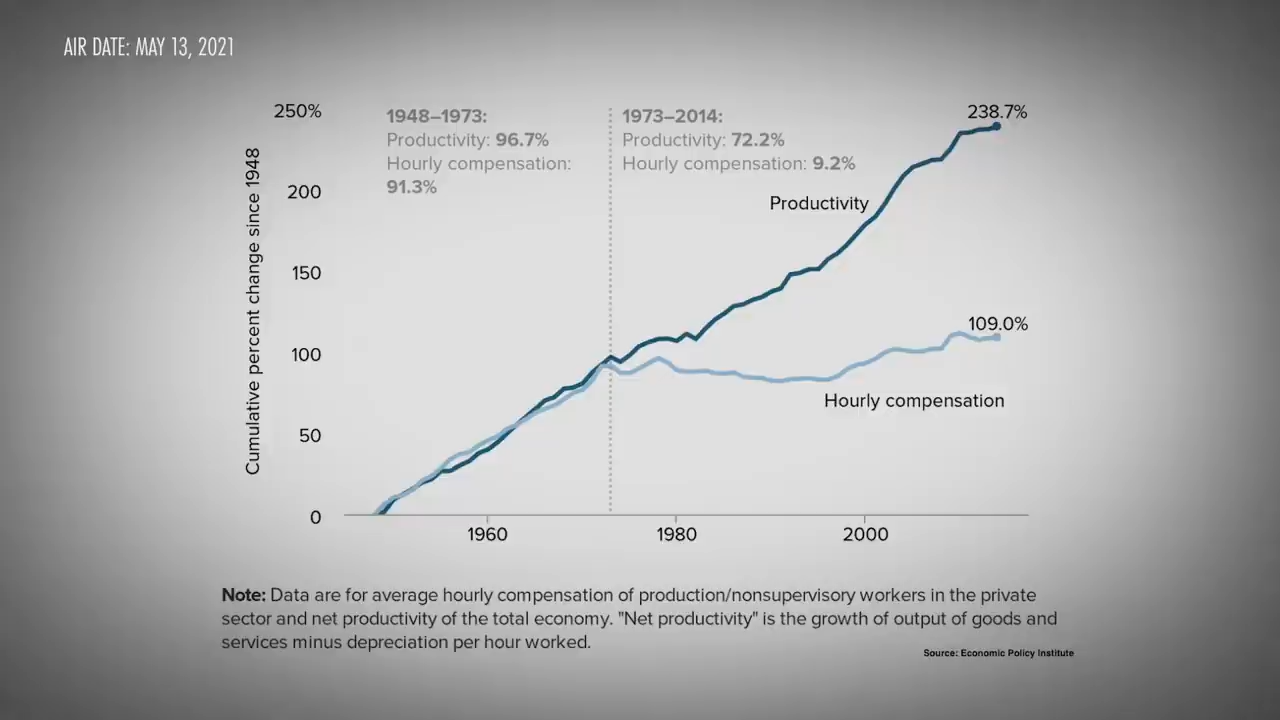 AIR DATE: MAY 13, 2021
250%
200
150
100
50
0
Cumulative percent change since 1948
1948–1973:
Productivity: 96.7%
Hourly compensation:
91.3%
1973–2014:
Productivity: 72.2%
Hourly compensation: 9.2%
238.7%
Productivity
109.0%
Hourly compensation
1960
1980
2000
Note: Data are for average hourly compensation of production/nonsupervisory workers in the private
sector and net productivity of the total economy. "Net productivity" is the growth of output of goods and
services minus depreciation per hour worked.
Source: Economic Policy Institute